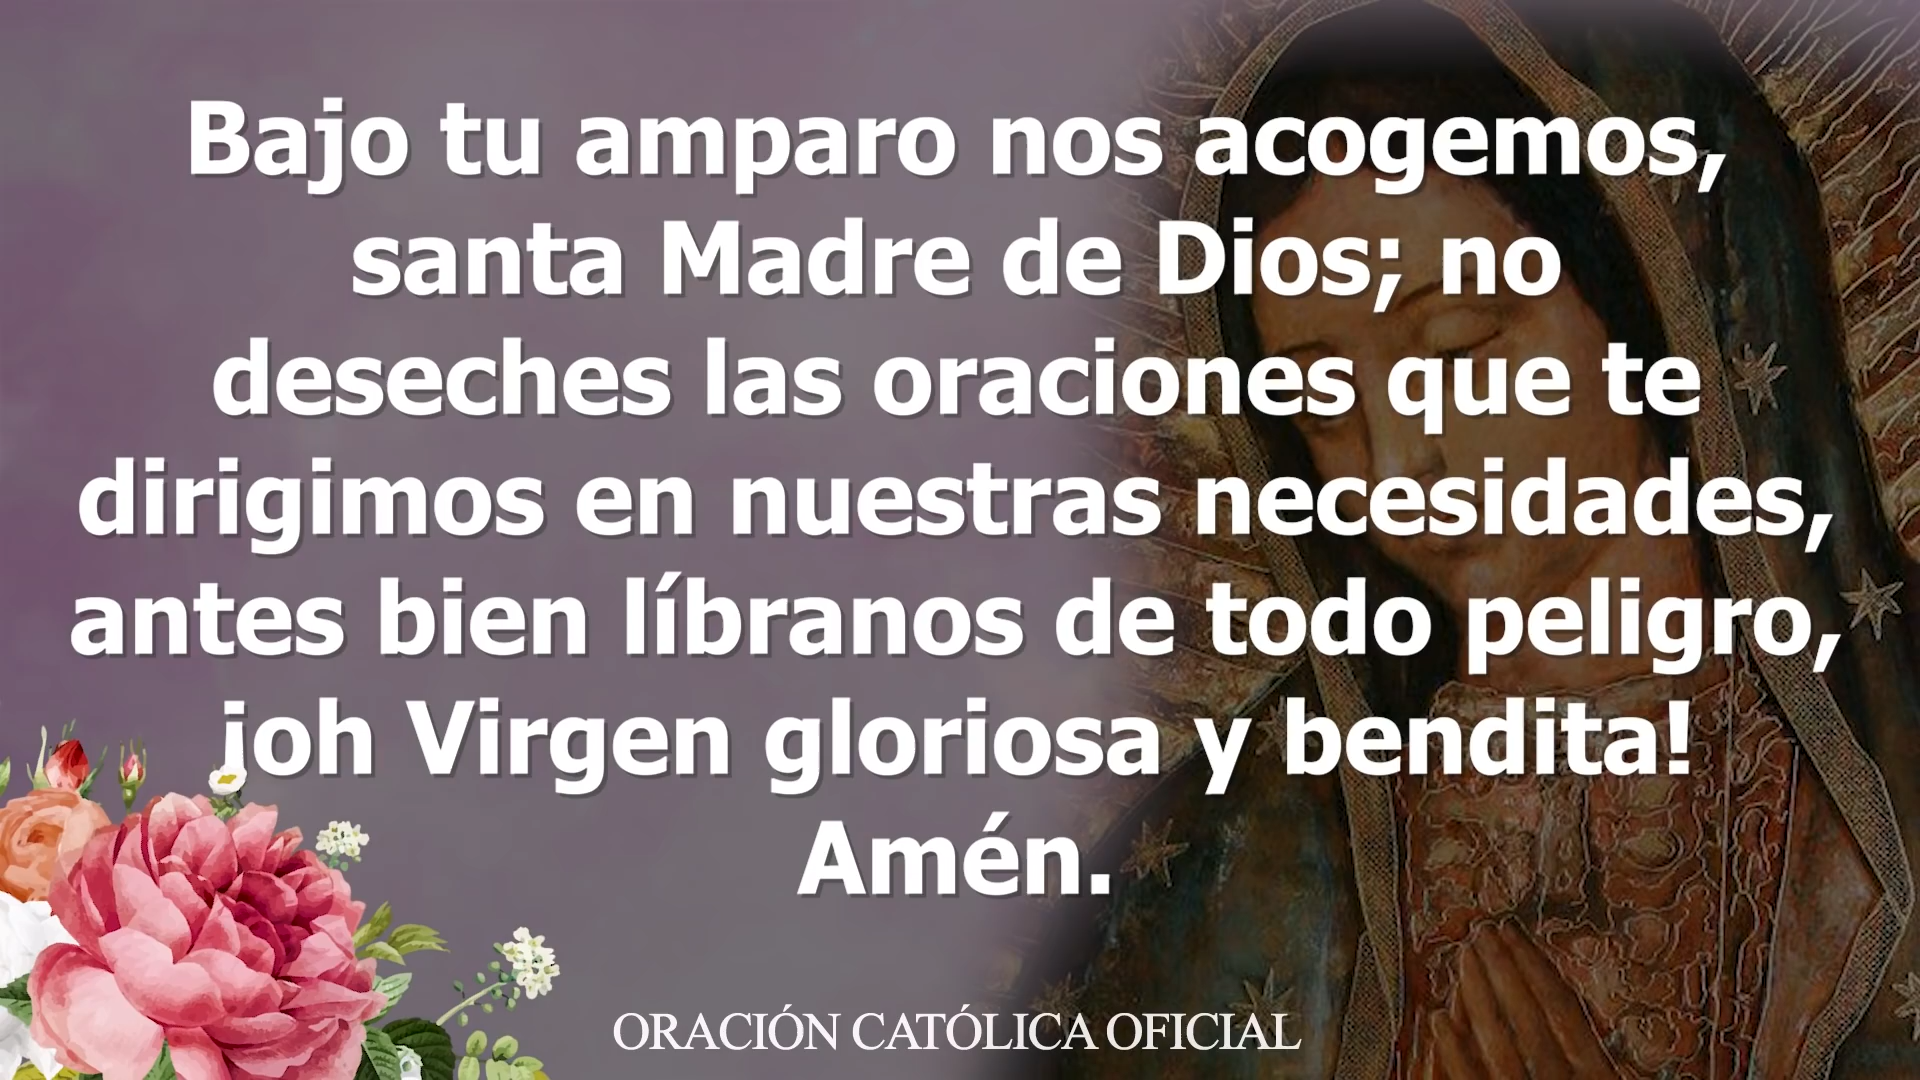 Bajo tu amparo nos acogemos,
santa Madre de Dios; no
deseches las oraciones que te
dirigimos en nuestras necesidades,
antes bien líbranos de todo peligro,
¡oh Virgen gloriosa y bendita!
Amén.
ORACIÓN CATÓLICA OFICIAL